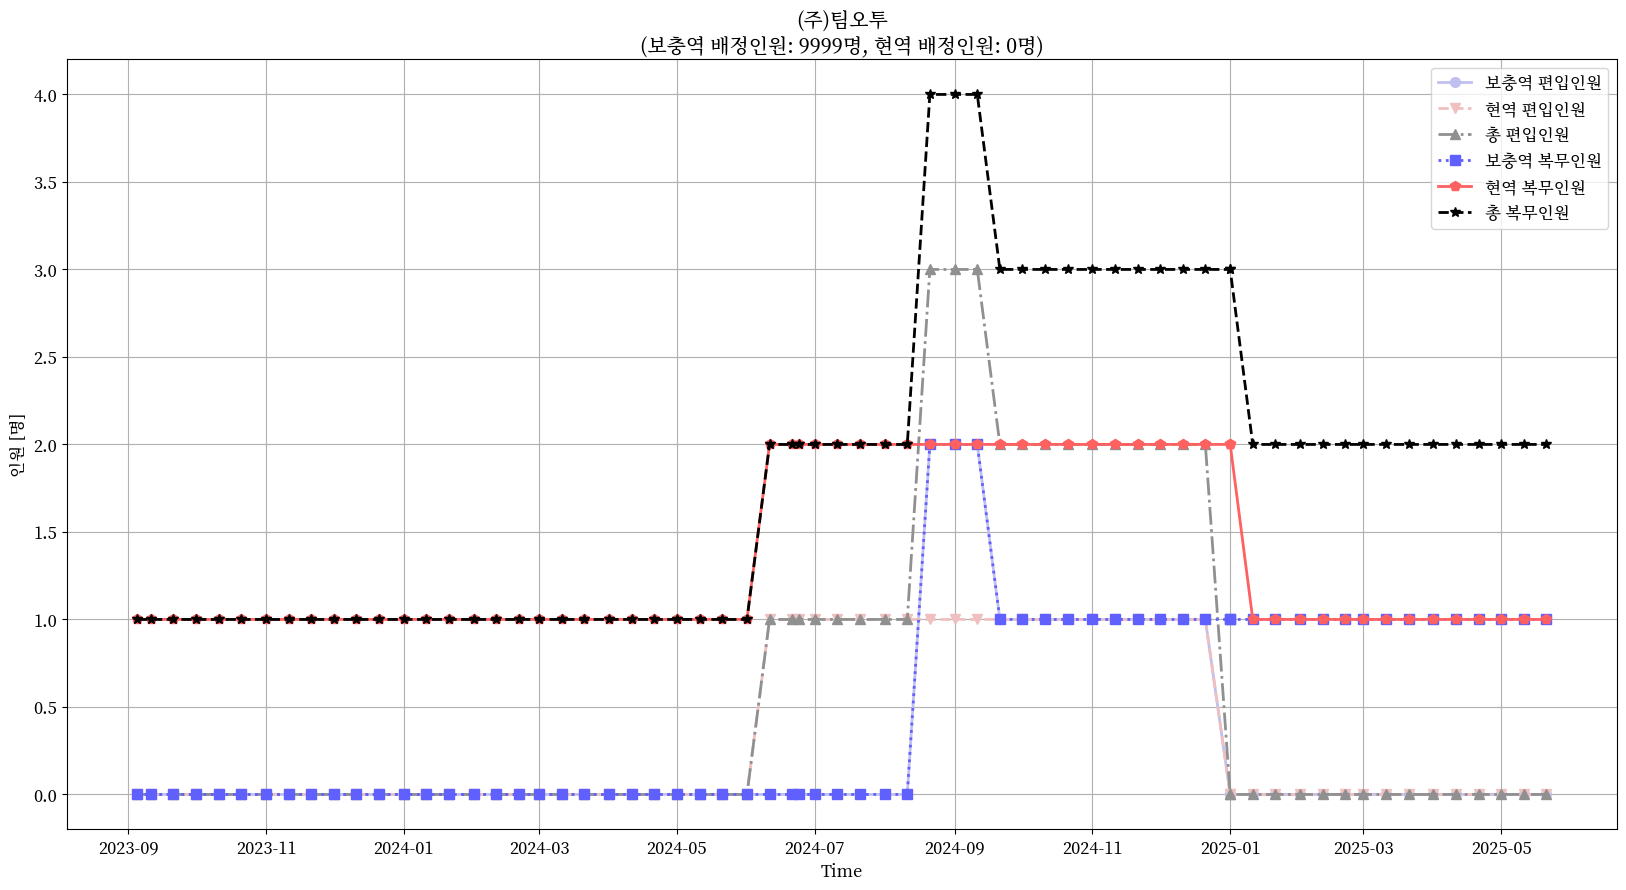 (주)팀오투
(보충역 배정인원: 9999명, 현역 배정인원: 0명)
보충역 편입인원
현역 편입인원
총 편입인원
보충역 복무인원
현역 복무인원
총 복무인원
인원 [명]
4.0
3.5
3.0
2.5
2.0
1.5
1.0
0.5
0.0
2023-09 2023-11 2024-01 2024-03 2024-05 2024-07 2024-09 2024-11 2025-01 2025-03 2025-05
Time